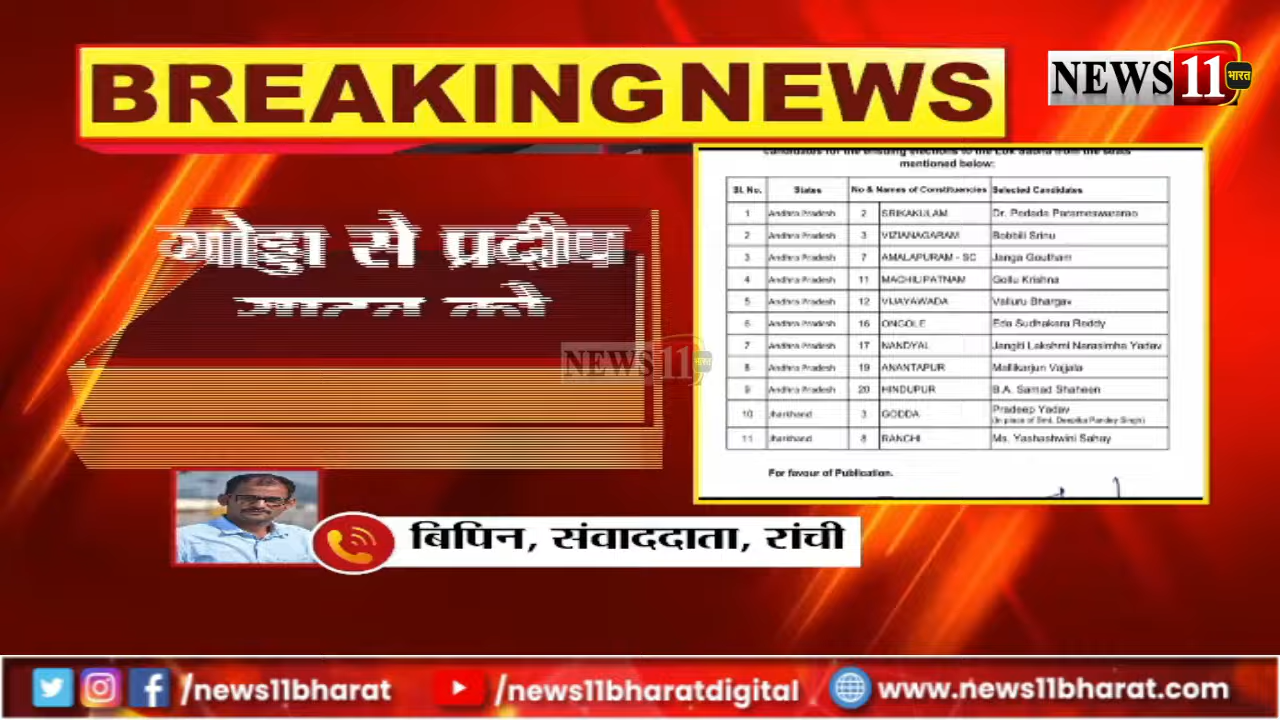 BREAKING NEWS
NEWS 11 भारत
mentioned below:
Sl. No. States No & Names of Constituencies Selected Candidates
1 Andhra Pradesh 2 SRIKAKULAM Dr. Pedada Parameswararao
2 Andhra Pradesh 3 VIZIANAGARAM Bobbili Srinu
3 Andhra Pradesh 7 AMALAPURAM - SC Janga Goutham
4 Andhra Pradesh 11 MACHILIPATNAM Gollu Krishna
5 Andhra Pradesh 12 VIJAYAWADA Valluru Bhargav
6 Andhra Pradesh 16 ONGOLE Eda Sudhakara Reddy
7 Andhra Pradesh 17 NANDYAL Jangiti Lakshmi Narasimha Yadav
8 Andhra Pradesh 19 ANANTAPUR Mallikarjun Vajjala
9 Andhra Pradesh 20 HINDUPUR B.A. Samad Shaheen
10 Jharkhand 3 GODDA Pradeep Yadav
(in place of Smt. Deepika Pandey Singh)
11 Jharkhand 8 RANCHI Ms. Yashashwini Sahay
For favour of Publication.
गोड्डा से प्रदीप
को
NEWS 11 भारत
बिपिन, संवाददाता, रांची
/news11bharat
/news11bharatdigital
www.news11bharat.com